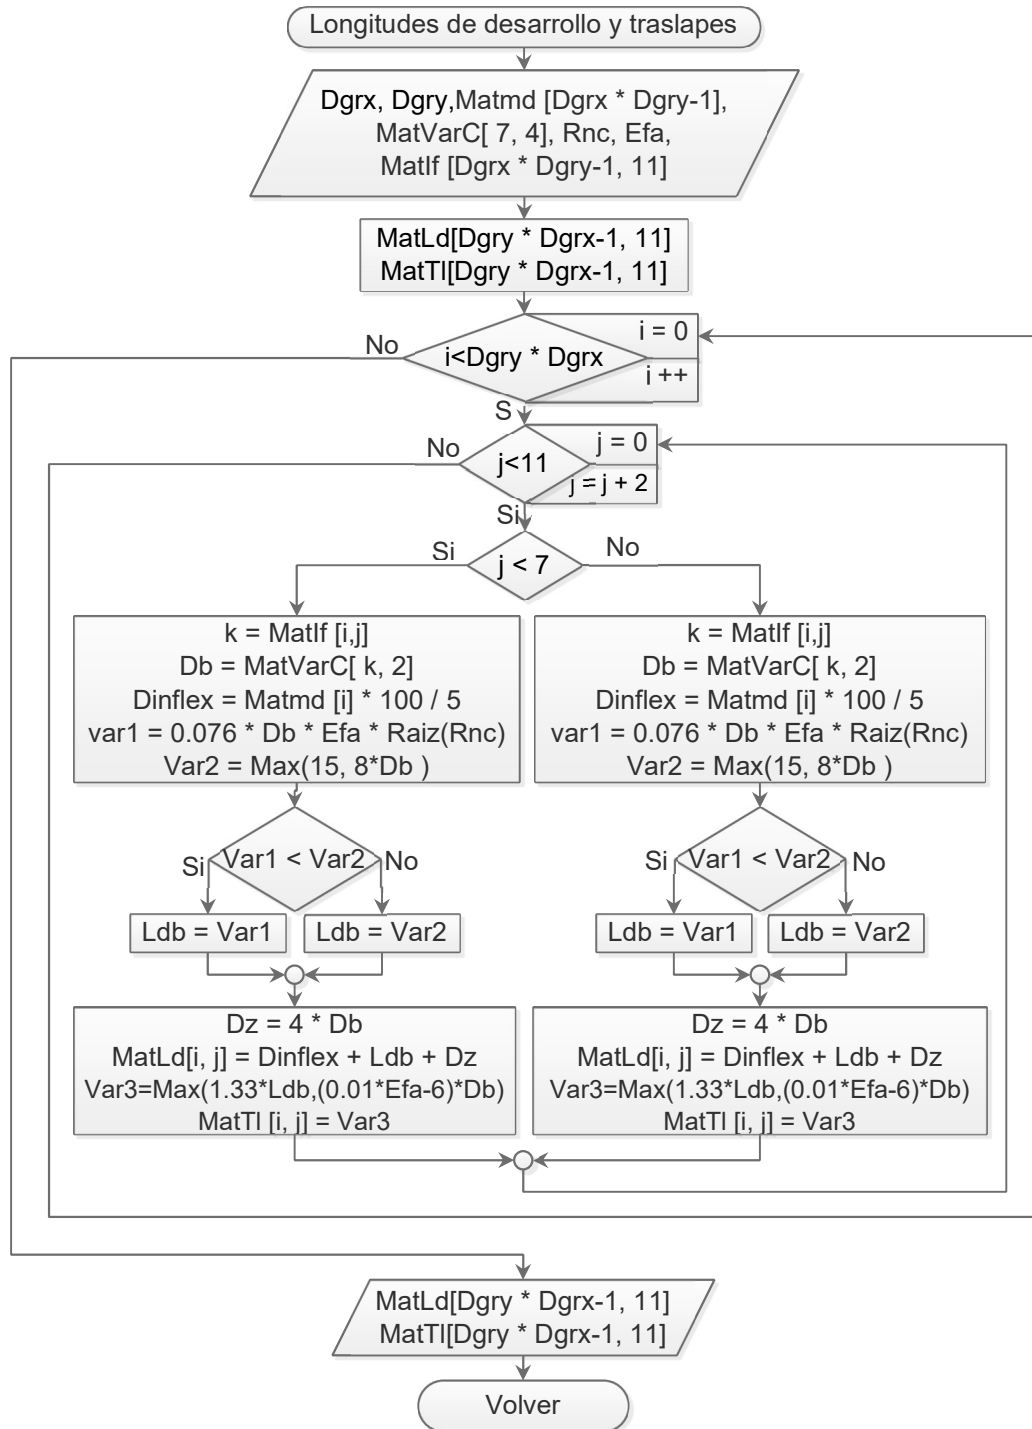 Longitudes de desarrollo y traslapes
Dgrx, Dgry,Matmd [Dgrx * Dgry-1],
MatVarC[ 7, 4], Rnc, Efa,
MatIf [Dgrx * Dgry-1, 11]
MatLd[Dgry * Dgrx-1, 11]
MatTl[Dgry * Dgrx-1, 11]
No
i<Dgry * Dgrx
i = 0
i ++
S
No
j<11
j = 0
j = j + 2
Si
Si
j < 7
No
k = MatIf [i,j]
Db = MatVarC[ k, 2]
Dinflex = Matmd [i] * 100 / 5
var1 = 0.076 * Db * Efa * Raiz(Rnc)
Var2 = Max(15, 8*Db )
k = MatIf [i,j]
Db = MatVarC[ k, 2]
Dinflex = Matmd [i] * 100 / 5
var1 = 0.076 * Db * Efa * Raiz(Rnc)
Var2 = Max(15, 8*Db )
Si
Var1 < Var2
No
Si
Var1 < Var2
No
Ldb = Var1
Ldb = Var2
Ldb = Var1
Ldb = Var2
Dz = 4 * Db
MatLd[i, j] = Dinflex + Ldb + Dz
Var3=Max(1.33*Ldb,(0.01*Efa-6)*Db)
MatTl [i, j] = Var3
Dz = 4 * Db
MatLd[i, j] = Dinflex + Ldb + Dz
Var3=Max(1.33*Ldb,(0.01*Efa-6)*Db)
MatTl [i, j] = Var3
MatLd[Dgry * Dgrx-1, 11]
MatTl[Dgry * Dgrx-1, 11]
Volver